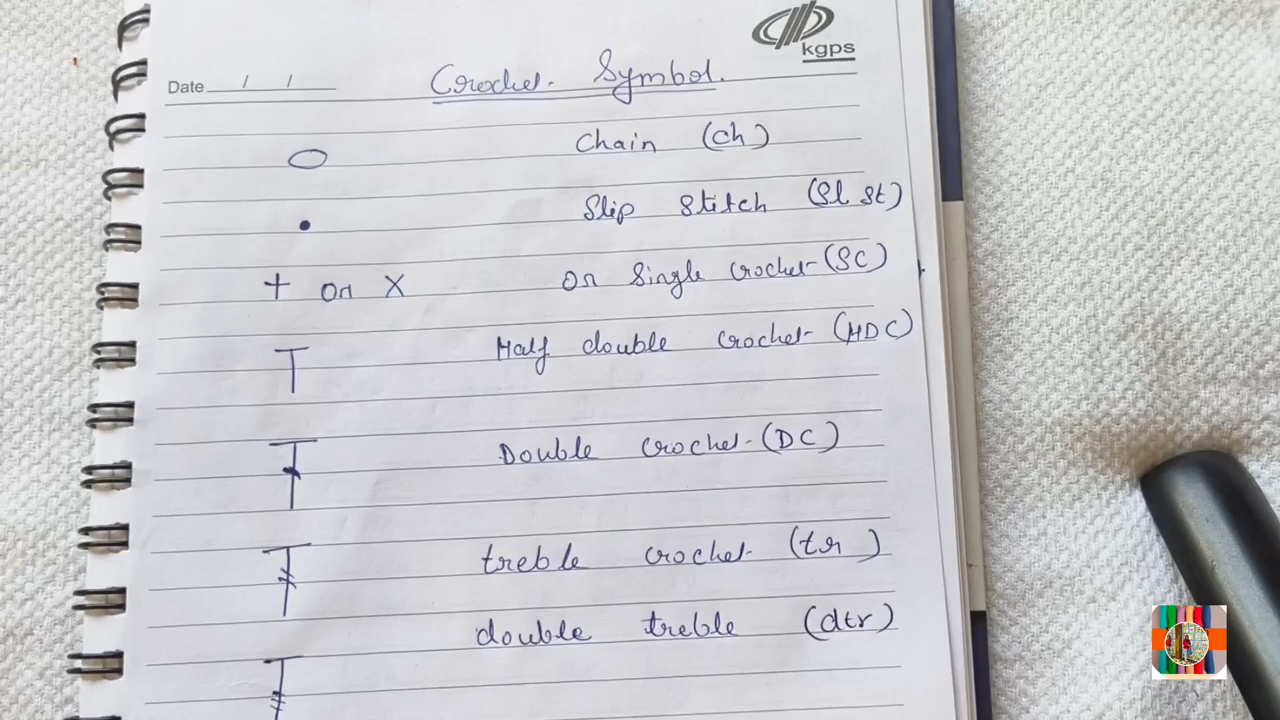 kgps
Date / /
Crochet Symbol.
Chain (ch)
Slip Stitch (Sl St)
+ or X or Single crochet (SC)
Half double crochet (HDC)
Double crochet (DC)
treble crochet (tr)
double treble (dtr)